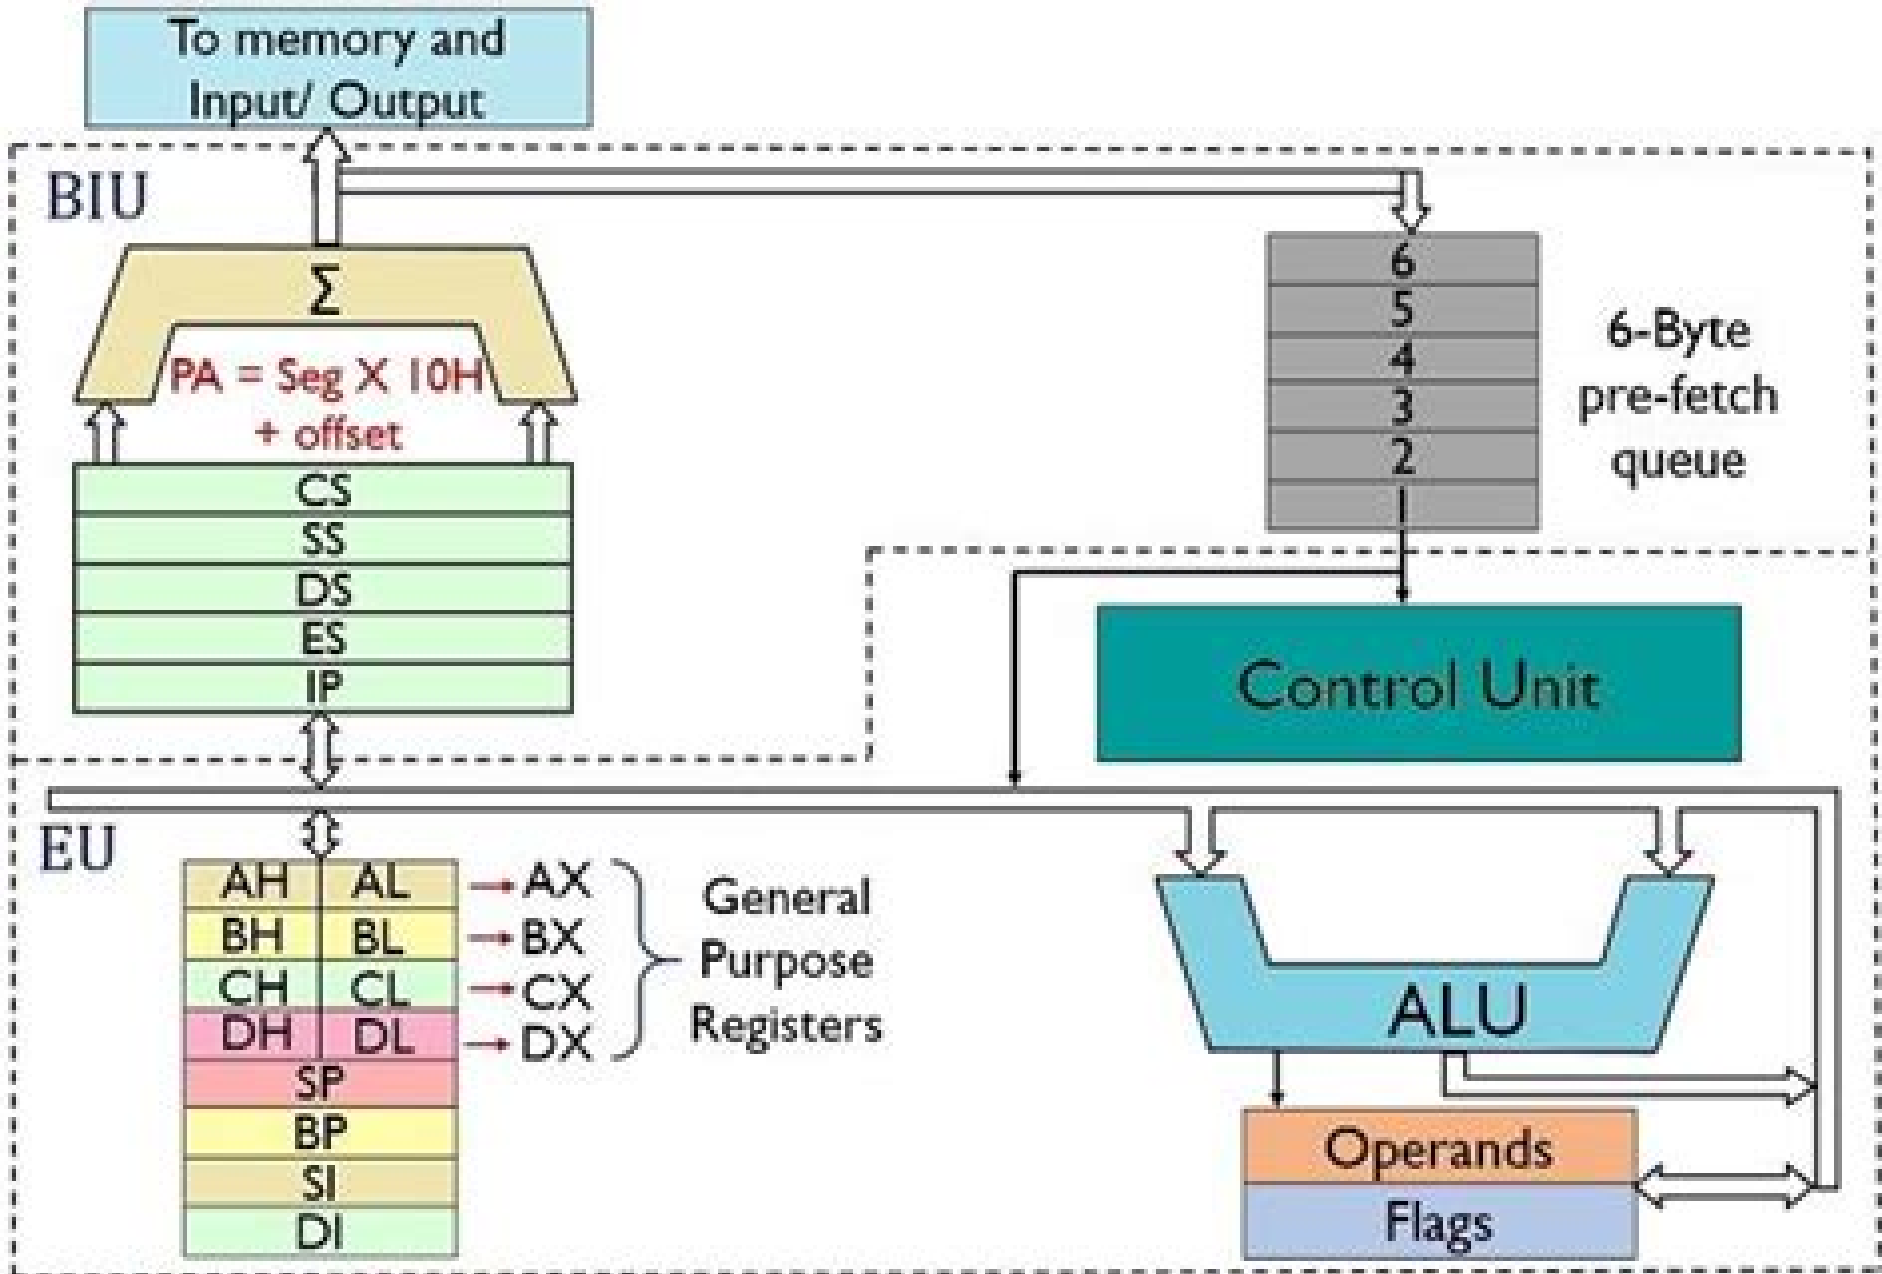 To memory and
Input/ Output
BIU
Σ
PA = Seg X 10H
+ offset
CS
SS
DS
ES
IP
6
5
4
3
2
1
6-Byte
pre-fetch
queue
Control Unit
EU
AH AL → AX
BH BL → BX
CH CL → CX
DH DL → DX
SP
BP
SI
DI
General
Purpose
Registers
ALU
Operands
Flags